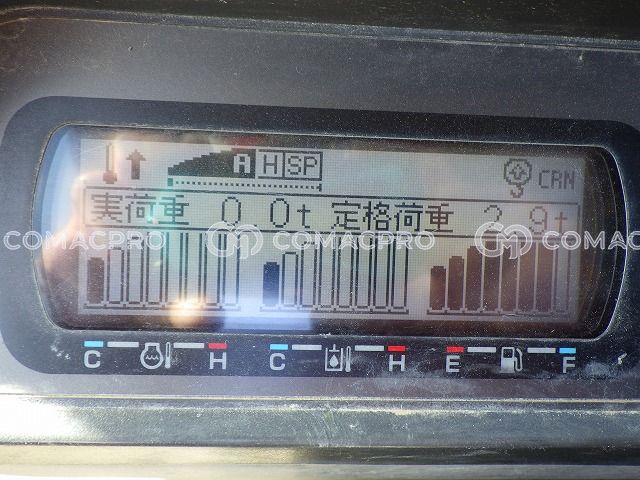 A H SP CRN
実荷重 0.0t 定格荷重 2.9t
COMACPRO COMACPRO COMACPRO
C H C H E F